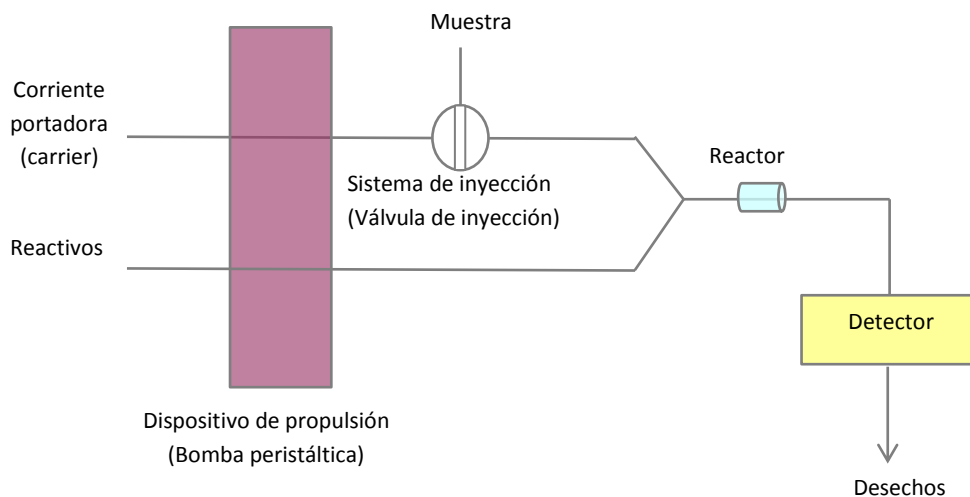 Muestra
Corriente
portadora
(carrier)
Reactor
Sistema de inyección
(Válvula de inyección)
Reactivos
Detector
Dispositivo de propulsión
(Bomba peristáltica)
Desechos